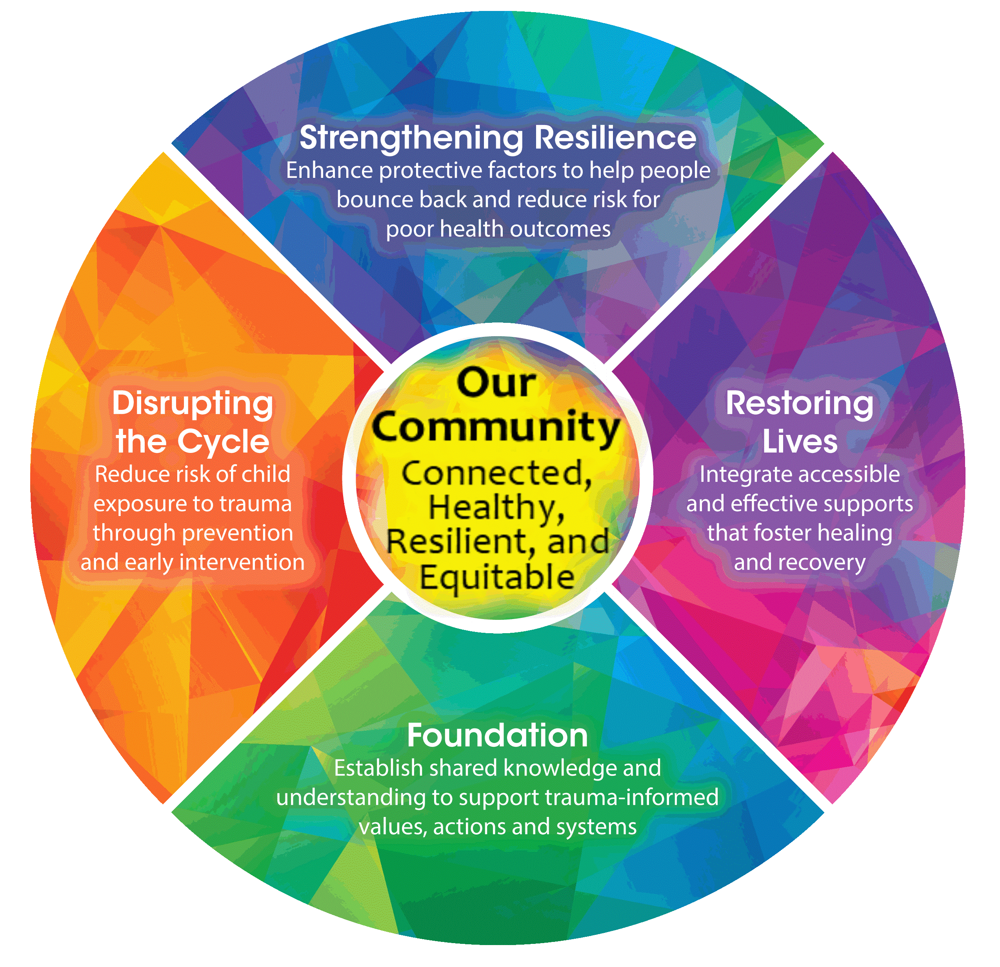 Strengthening Resilience
Enhance protective factors to help people
bounce back and reduce risk for
poor health outcomes
Disrupting
the Cycle
Reduce risk of child
exposure to trauma
through prevention
and early intervention
Our
Community
Connected,
Healthy,
Resilient, and
Equitable
Restoring
Lives
Integrate accessible
and effective supports
that foster healing
and recovery
Foundation
Establish shared knowledge and
understanding to support trauma-informed
values, actions and systems